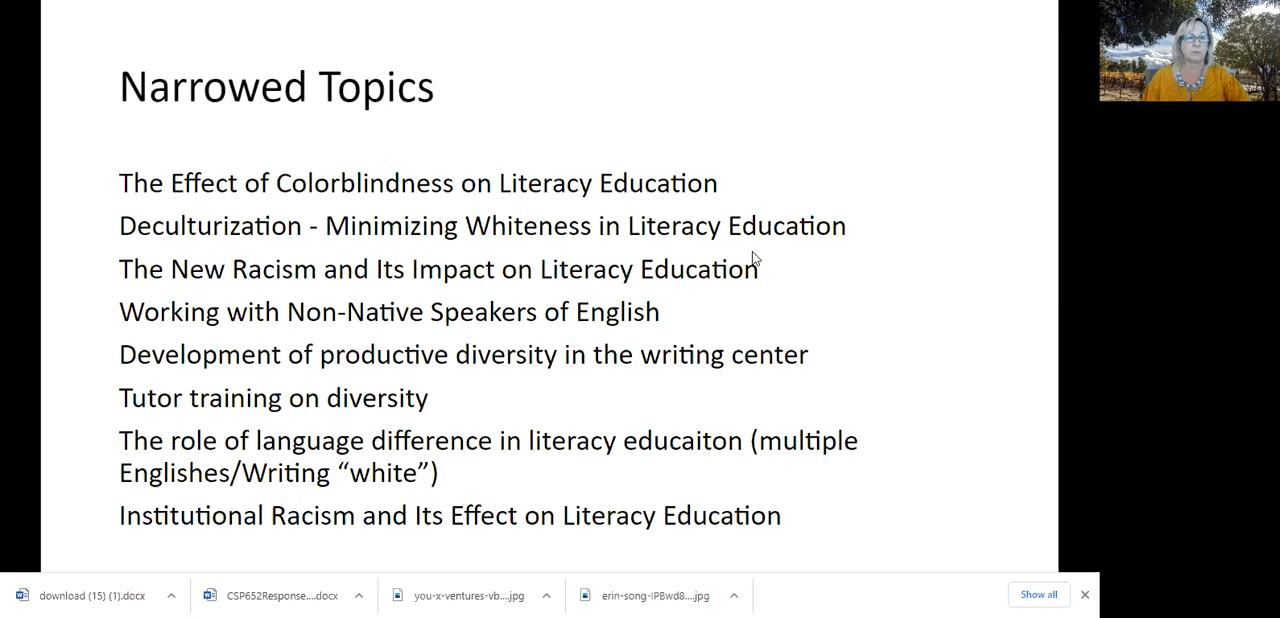 Narrowed Topics
The Effect of Colorblindness on Literacy Education
Deculturization - Minimizing Whiteness in Literacy Education
The New Racism and Its Impact on Literacy Education
Working with Non-Native Speakers of English
Development of productive diversity in the writing center
Tutor training on diversity
The role of language difference in literacy educaiton (multiple
Englishes/Writing “white”)
Institutional Racism and Its Effect on Literacy Education
download (15) (1).docx
CSP652Response....docx
you-x-ventures-vb...jpg
erin-song-IPBwd8....jpg
Show all